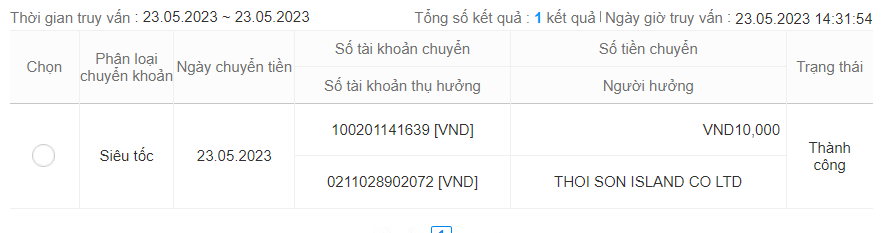 Thời gian truy vấn : 23.05.2023 ~ 23.05.2023
Tổng số kết quả : 1 kết quả | Ngày giờ truy vấn : 23.05.2023 14:31:54
Chọn
Phân loại
chuyển khoản
Ngày chuyển tiền
Số tài khoản chuyển
Số tài khoản thụ hưởng
Số tiền chuyển
Người hưởng
Trạng thái
Siêu tốc
23.05.2023
100201141639 [VND]
0211028902072 [VND]
VND10,000
THOI SON ISLAND CO LTD
Thành
công
1